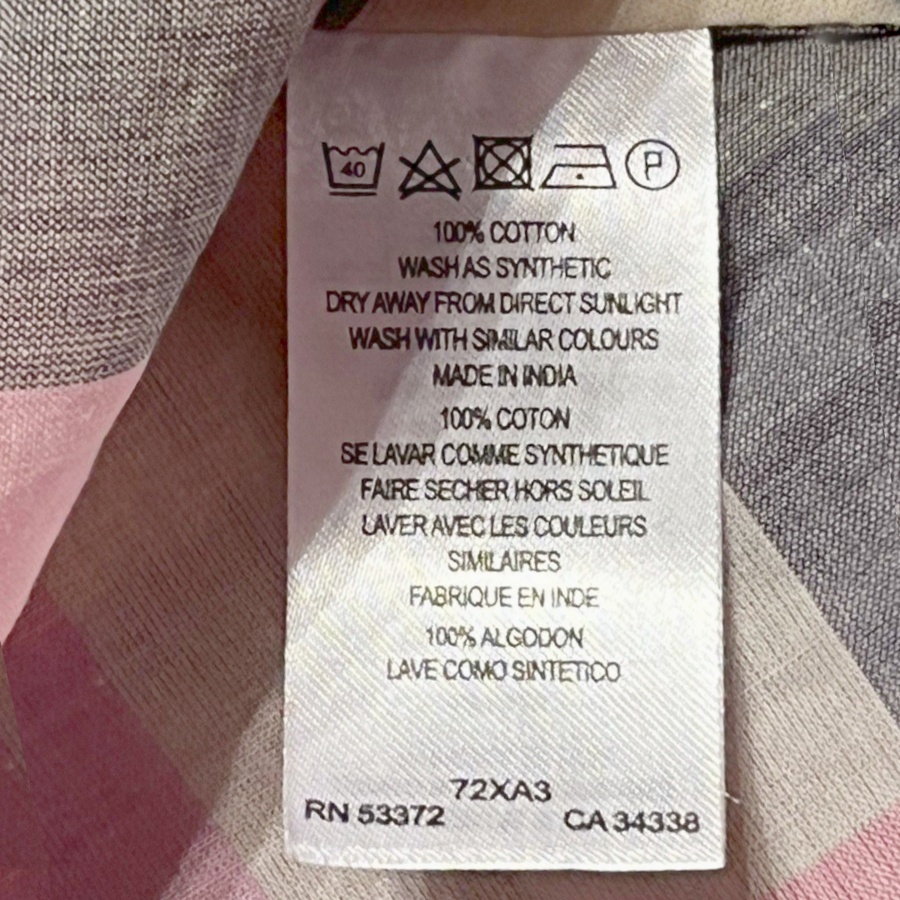 40
P
100% COTTON
WASH AS SYNTHETIC
DRY AWAY FROM DIRECT SUNLIGHT
WASH WITH SIMILAR COLOURS
MADE IN INDIA
100% COTON
SE LAVAR COMME SYNTHETIQUE
FAIRE SECHER HORS SOLEIL
LAVER AVEC LES COULEURS
SIMILAIRES
FABRIQUE EN INDE
100% ALGODON
LAVE COMO SINTETICO
72XA3
RN 53372 CA 34338